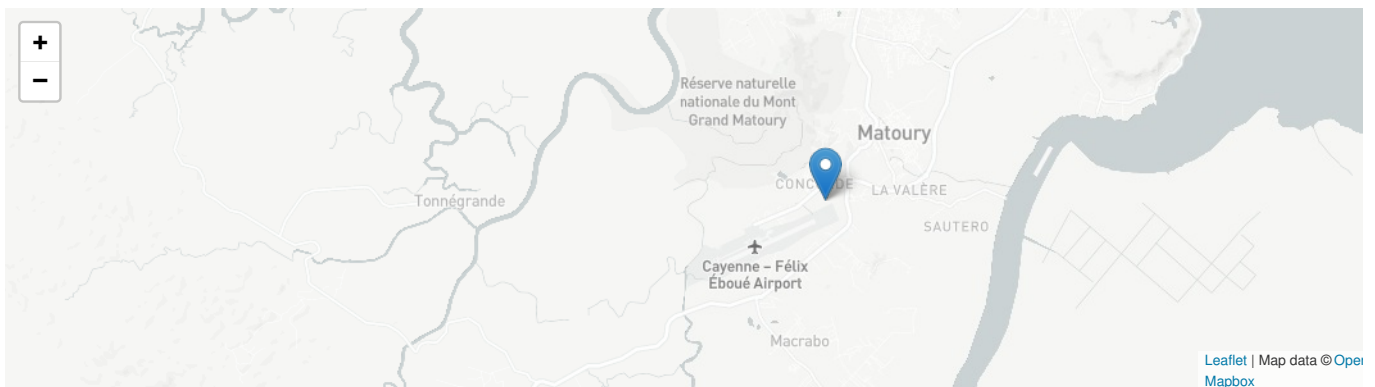 +
−
Réserve naturelle
nationale du Mont
Grand Matoury
Matoury
LA VALÈRE
Tonnégrande
SAUTERO
Cayenne – Félix
Éboué Airport
Macrabo
Leaflet | Map data ©
Mapbox